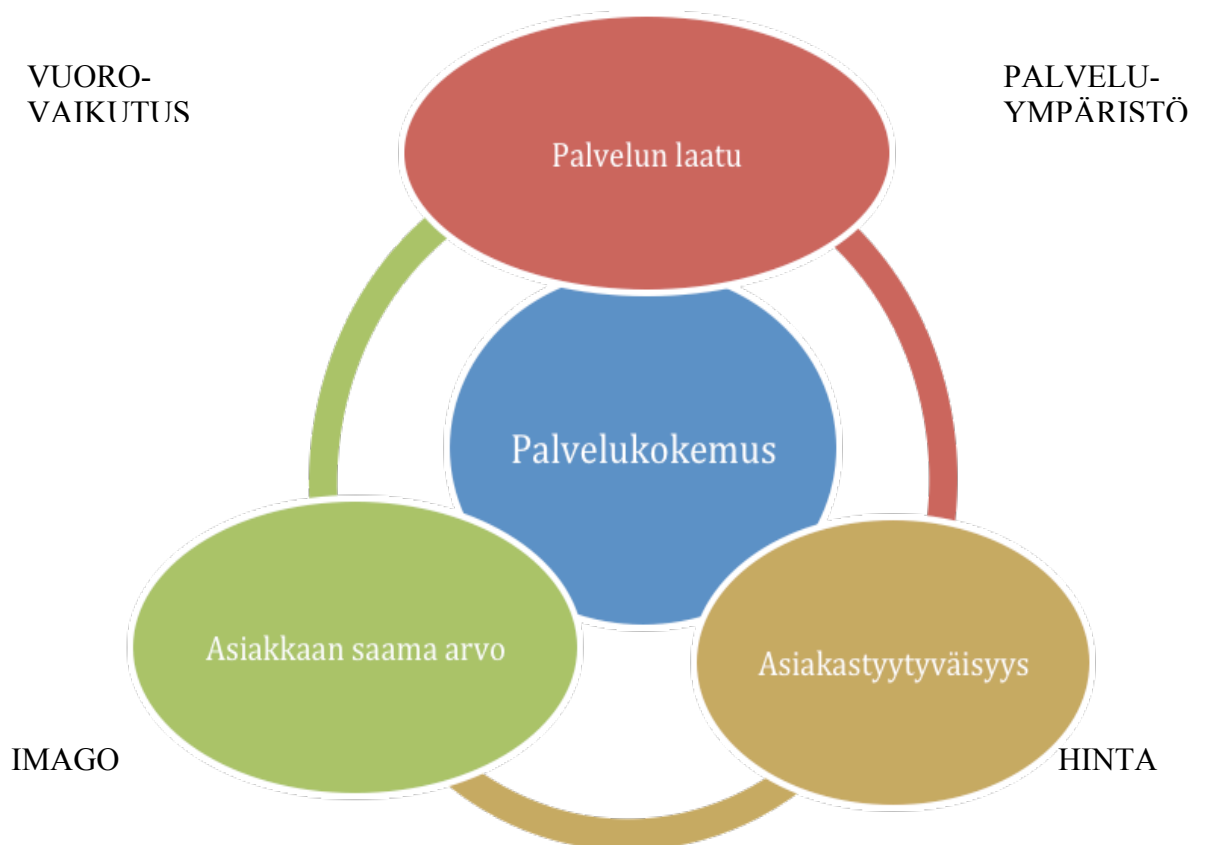 VUORO-
VAIKUTUS
PALVELU-
YMPÄRISTÖ
Palvelun laatu
Palvelukokemus
Asiakkaan saama arvo
Asiakastyytyväisyys
IMAGO
HINTA